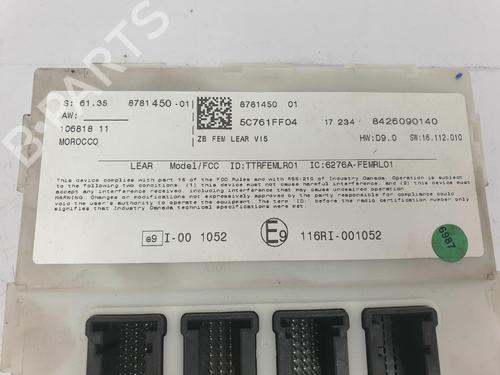 B-PARTS
S: 61.35 8781450-01
AW:
106818 11
MOROCCO
8781450 01
5C761FF04 17 234 8426090140
ZB FEM LEAR V15 HW:D9.0 SW:16.112.010
LEAR Model/FCC ID:TTRFEMLR01 IC:6276A-FEMRL01
This device complies with part 15 of the FCC Rules and with RSS-210 of Industry Canada. Operation is subject
to the following two conditions: (1) this device may not cause harmful interference, and (2) this device must
accept any interference received, including interference that may cause undesired operation.
WARNING: Changes or modifications not expressively approved by the party responsible for compliance could
void the user's authority to operate the equipment. The term 'ID:' before the radio certification number only
signifies that Industry Canada technical specifications were met.
e9 I-00 1052 E9 116RI-001052
6987